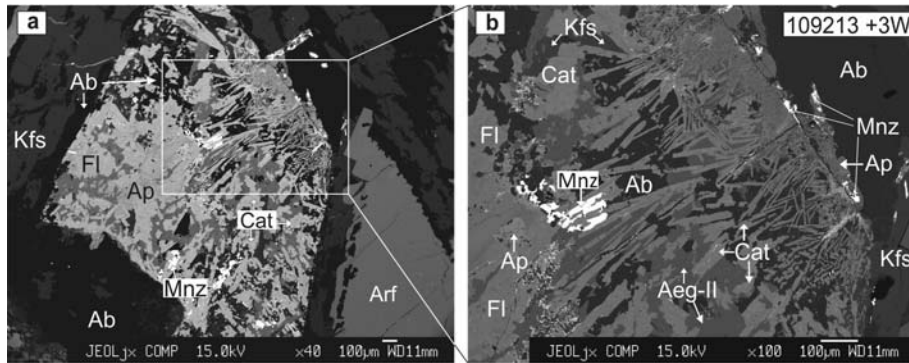 a
Ab
Kfs
Fl
Ap
Cat
Mnz
Ab
Arf
JEOLjx COMP 15.0kV ×40 100µm WD11mm
b
109213 +3W
Kfs
Cat
Ab
Fl
Mnz
Mnz
Ab
Ap
Ap
Cat
Kfs
Fl
Aeg-II
JEOLjx COMP 15.0kV ×100 100µm WD11mm